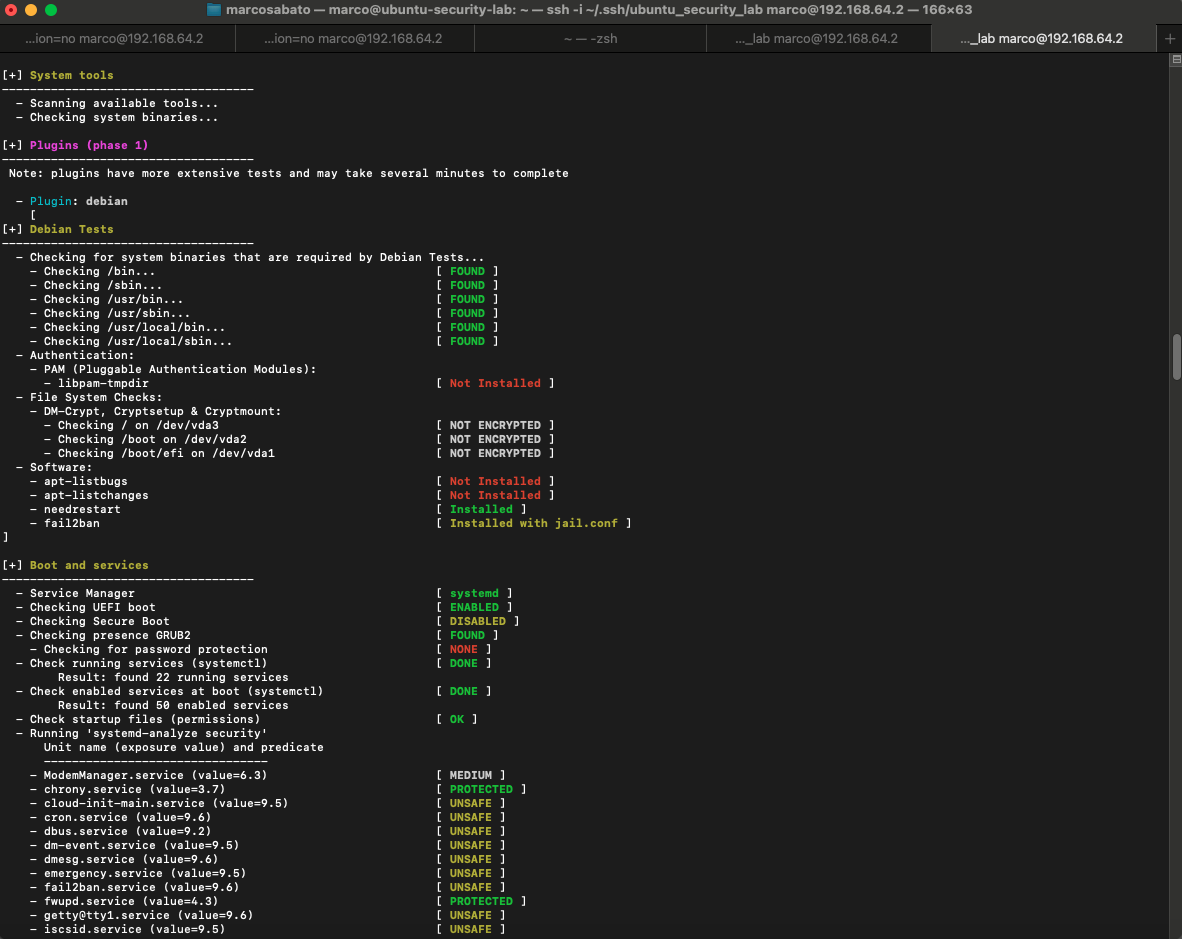 marcosabato — marco@ubuntu-security-lab: ~ — ssh -i ~/.ssh/ubuntu_security_lab marco@192.168.64.2 — 166×63
...ion=no marco@192.168.64.2 ...ion=no marco@192.168.64.2 ~ — -zsh ..._lab marco@192.168.64.2 ..._lab marco@192.168.64.2 +
[+] System tools
------------------------------------
  - Scanning available tools...
  - Checking system binaries...

[+] Plugins (phase 1)
------------------------------------
 Note: plugins have more extensive tests and may take several minutes to complete

  - Plugin: debian
    [
[+] Debian Tests
------------------------------------
  - Checking for system binaries that are required by Debian Tests...
    - Checking /bin... [ FOUND ]
    - Checking /sbin... [ FOUND ]
    - Checking /usr/bin... [ FOUND ]
    - Checking /usr/sbin... [ FOUND ]
    - Checking /usr/local/bin... [ FOUND ]
    - Checking /usr/local/sbin... [ FOUND ]
  - Authentication:
    - PAM (Pluggable Authentication Modules):
      - libpam-tmpdir [ Not Installed ]
  - File System Checks:
    - DM-Crypt, Cryptsetup & Cryptmount:
      - Checking / on /dev/vda3 [ NOT ENCRYPTED ]
      - Checking /boot on /dev/vda2 [ NOT ENCRYPTED ]
      - Checking /boot/efi on /dev/vda1 [ NOT ENCRYPTED ]
  - Software:
    - apt-listbugs [ Not Installed ]
    - apt-listchanges [ Not Installed ]
    - needrestart [ Installed ]
    - fail2ban [ Installed with jail.conf ]
]

[+] Boot and services
------------------------------------
  - Service Manager [ systemd ]
  - Checking UEFI boot [ ENABLED ]
  - Checking Secure Boot [ DISABLED ]
  - Checking presence GRUB2 [ FOUND ]
    - Checking for password protection [ NONE ]
  - Check running services (systemctl) [ DONE ]
        Result: found 22 running services
  - Check enabled services at boot (systemctl) [ DONE ]
        Result: found 50 enabled services
  - Check startup files (permissions) [ OK ]
  - Running 'systemd-analyze security'
      Unit name (exposure value) and predicate
      --------------------------------
    - ModemManager.service (value=6.3) [ MEDIUM ]
    - chrony.service (value=3.7) [ PROTECTED ]
    - cloud-init-main.service (value=9.5) [ UNSAFE ]
    - cron.service (value=9.6) [ UNSAFE ]
    - dbus.service (value=9.2) [ UNSAFE ]
    - dm-event.service (value=9.5) [ UNSAFE ]
    - dmesg.service (value=9.6) [ UNSAFE ]
    - emergency.service (value=9.5) [ UNSAFE ]
    - fail2ban.service (value=9.6) [ UNSAFE ]
    - fwupd.service (value=4.3) [ PROTECTED ]
    - getty@tty1.service (value=9.6) [ UNSAFE ]
    - iscsid.service (value=9.5) [ UNSAFE ]